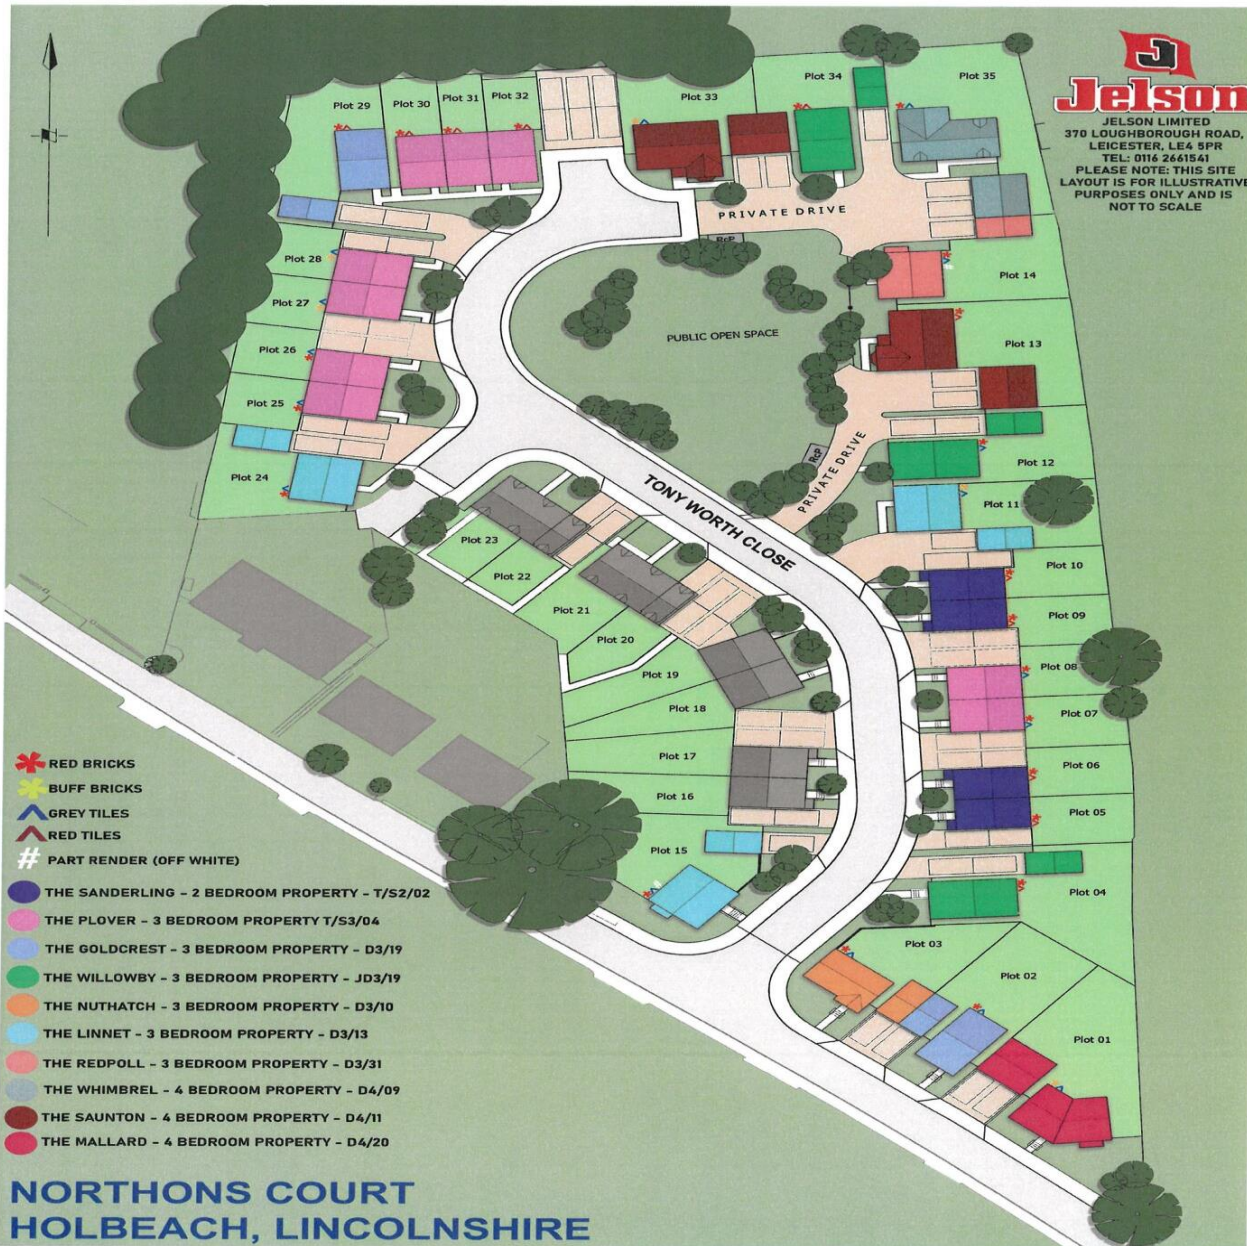 Plot 29
Plot 30
Plot 31
Plot 32
Plot 33
Plot 34
Plot 35
J
Jelson
JELSON LIMITED
370 LOUGHBOROUGH ROAD,
LEICESTER, LE4 5PR
TEL: 0116 2661541
PLEASE NOTE: THIS SITE
LAYOUT IS FOR ILLUSTRATIVE
PURPOSES ONLY AND IS
NOT TO SCALE
PRIVATE DRIVE
RcP
Plot 28
Plot 27
Plot 26
Plot 25
Plot 24
PUBLIC OPEN SPACE
Plot 14
Plot 13
Plot 12
Plot 11
PRIVATE DRIVE
RcP
TONY WORTH CLOSE
Plot 23
Plot 22
Plot 21
Plot 20
Plot 19
Plot 18
Plot 17
Plot 16
Plot 15
Plot 10
Plot 09
Plot 08
Plot 07
Plot 06
Plot 05
Plot 04
Plot 03
Plot 02
Plot 01
RED BRICKS
BUFF BRICKS
GREY TILES
RED TILES
# PART RENDER (OFF WHITE)
THE SANDERLING - 2 BEDROOM PROPERTY - T/S2/02
THE PLOVER - 3 BEDROOM PROPERTY T/S3/04
THE GOLDCREST - 3 BEDROOM PROPERTY - D3/19
THE WILLOWBY - 3 BEDROOM PROPERTY - JD3/19
THE NUTHATCH - 3 BEDROOM PROPERTY - D3/10
THE LINNET - 3 BEDROOM PROPERTY - D3/13
THE REDPOLL - 3 BEDROOM PROPERTY - D3/31
THE WHIMBREL - 4 BEDROOM PROPERTY - D4/09
THE SAUNTON - 4 BEDROOM PROPERTY - D4/11
THE MALLARD - 4 BEDROOM PROPERTY - D4/20
NORTHONS COURT
HOLBEACH, LINCOLNSHIRE